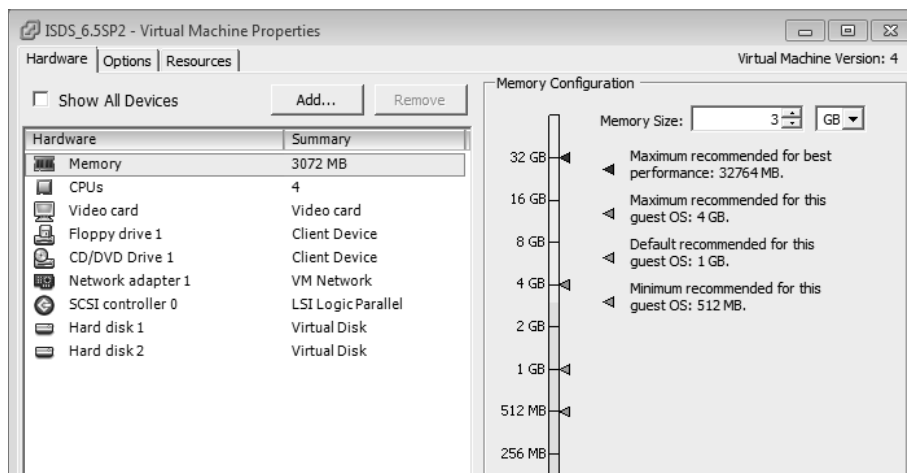 ISDS_6.5SP2 - Virtual Machine Properties
Hardware Options Resources
Virtual Machine Version: 4
Show All Devices
Add...
Remove
Hardware Summary
Memory 3072 MB
CPUs 4
Video card Video card
Floppy drive 1 Client Device
CD/DVD Drive 1 Client Device
Network adapter 1 VM Network
SCSI controller 0 LSI Logic Parallel
Hard disk 1 Virtual Disk
Hard disk 2 Virtual Disk
Memory Configuration
Memory Size: 3 GB
32 GB
16 GB
8 GB
4 GB
2 GB
1 GB
512 MB
256 MB
Maximum recommended for best
performance: 32764 MB.
Maximum recommended for this
guest OS: 4 GB.
Default recommended for this
guest OS: 1 GB.
Minimum recommended for this
guest OS: 512 MB.